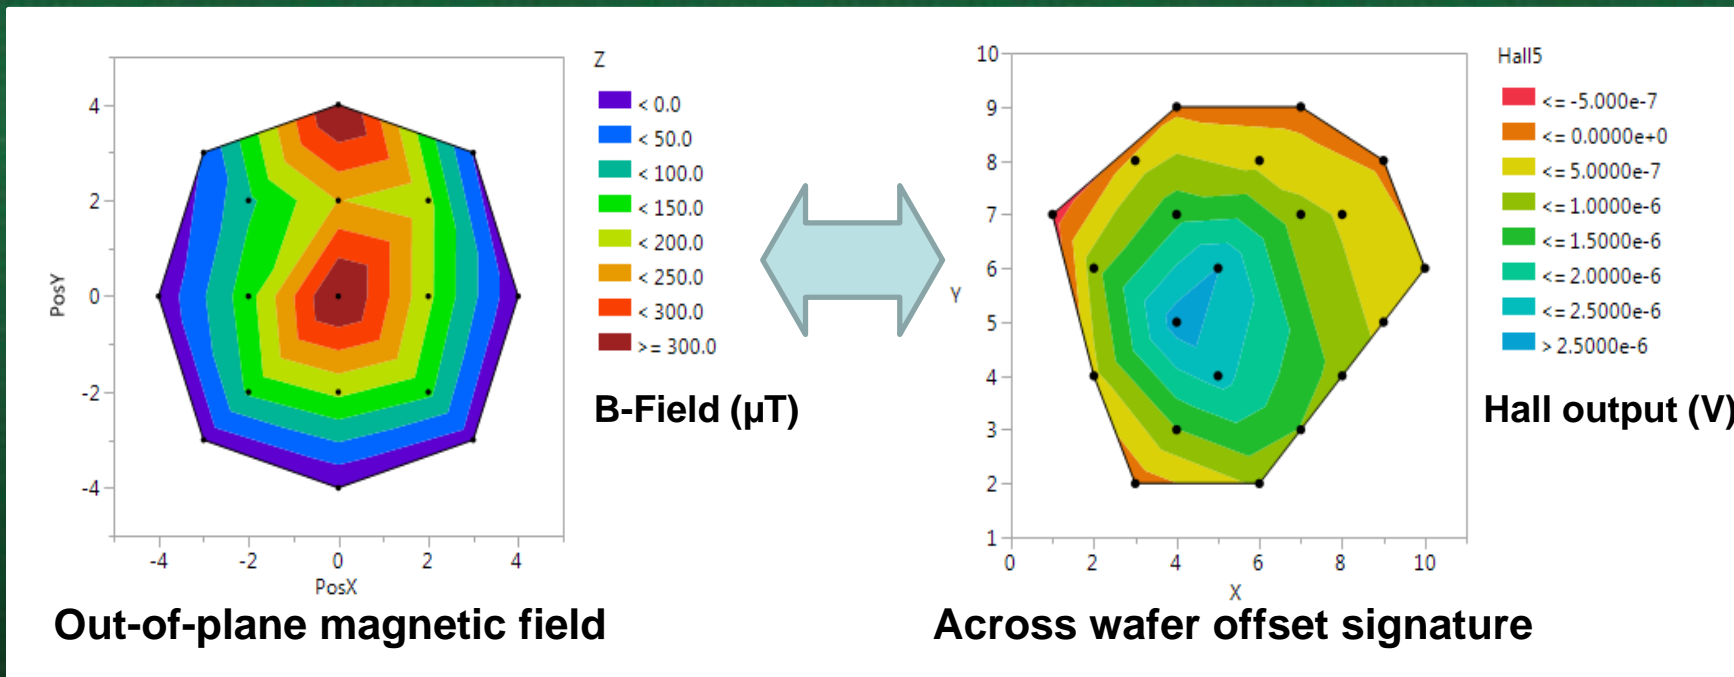 Z
< 0.0
< 50.0
< 100.0
< 150.0
< 200.0
< 250.0
< 300.0
>= 300.0
4
2
0
-2
-4
PosY
-4 -2 0 2 4
PosX
B-Field (µT)
Out-of-plane magnetic field
Hall5
<= -5.000e-7
<= 0.0000e+0
<= 5.0000e-7
<= 1.0000e-6
<= 1.5000e-6
<= 2.0000e-6
<= 2.5000e-6
> 2.5000e-6
10
9
8
7
6
5
4
3
2
1
Y
0 2 4 6 8 10
X
Hall output (V)
Across wafer offset signature